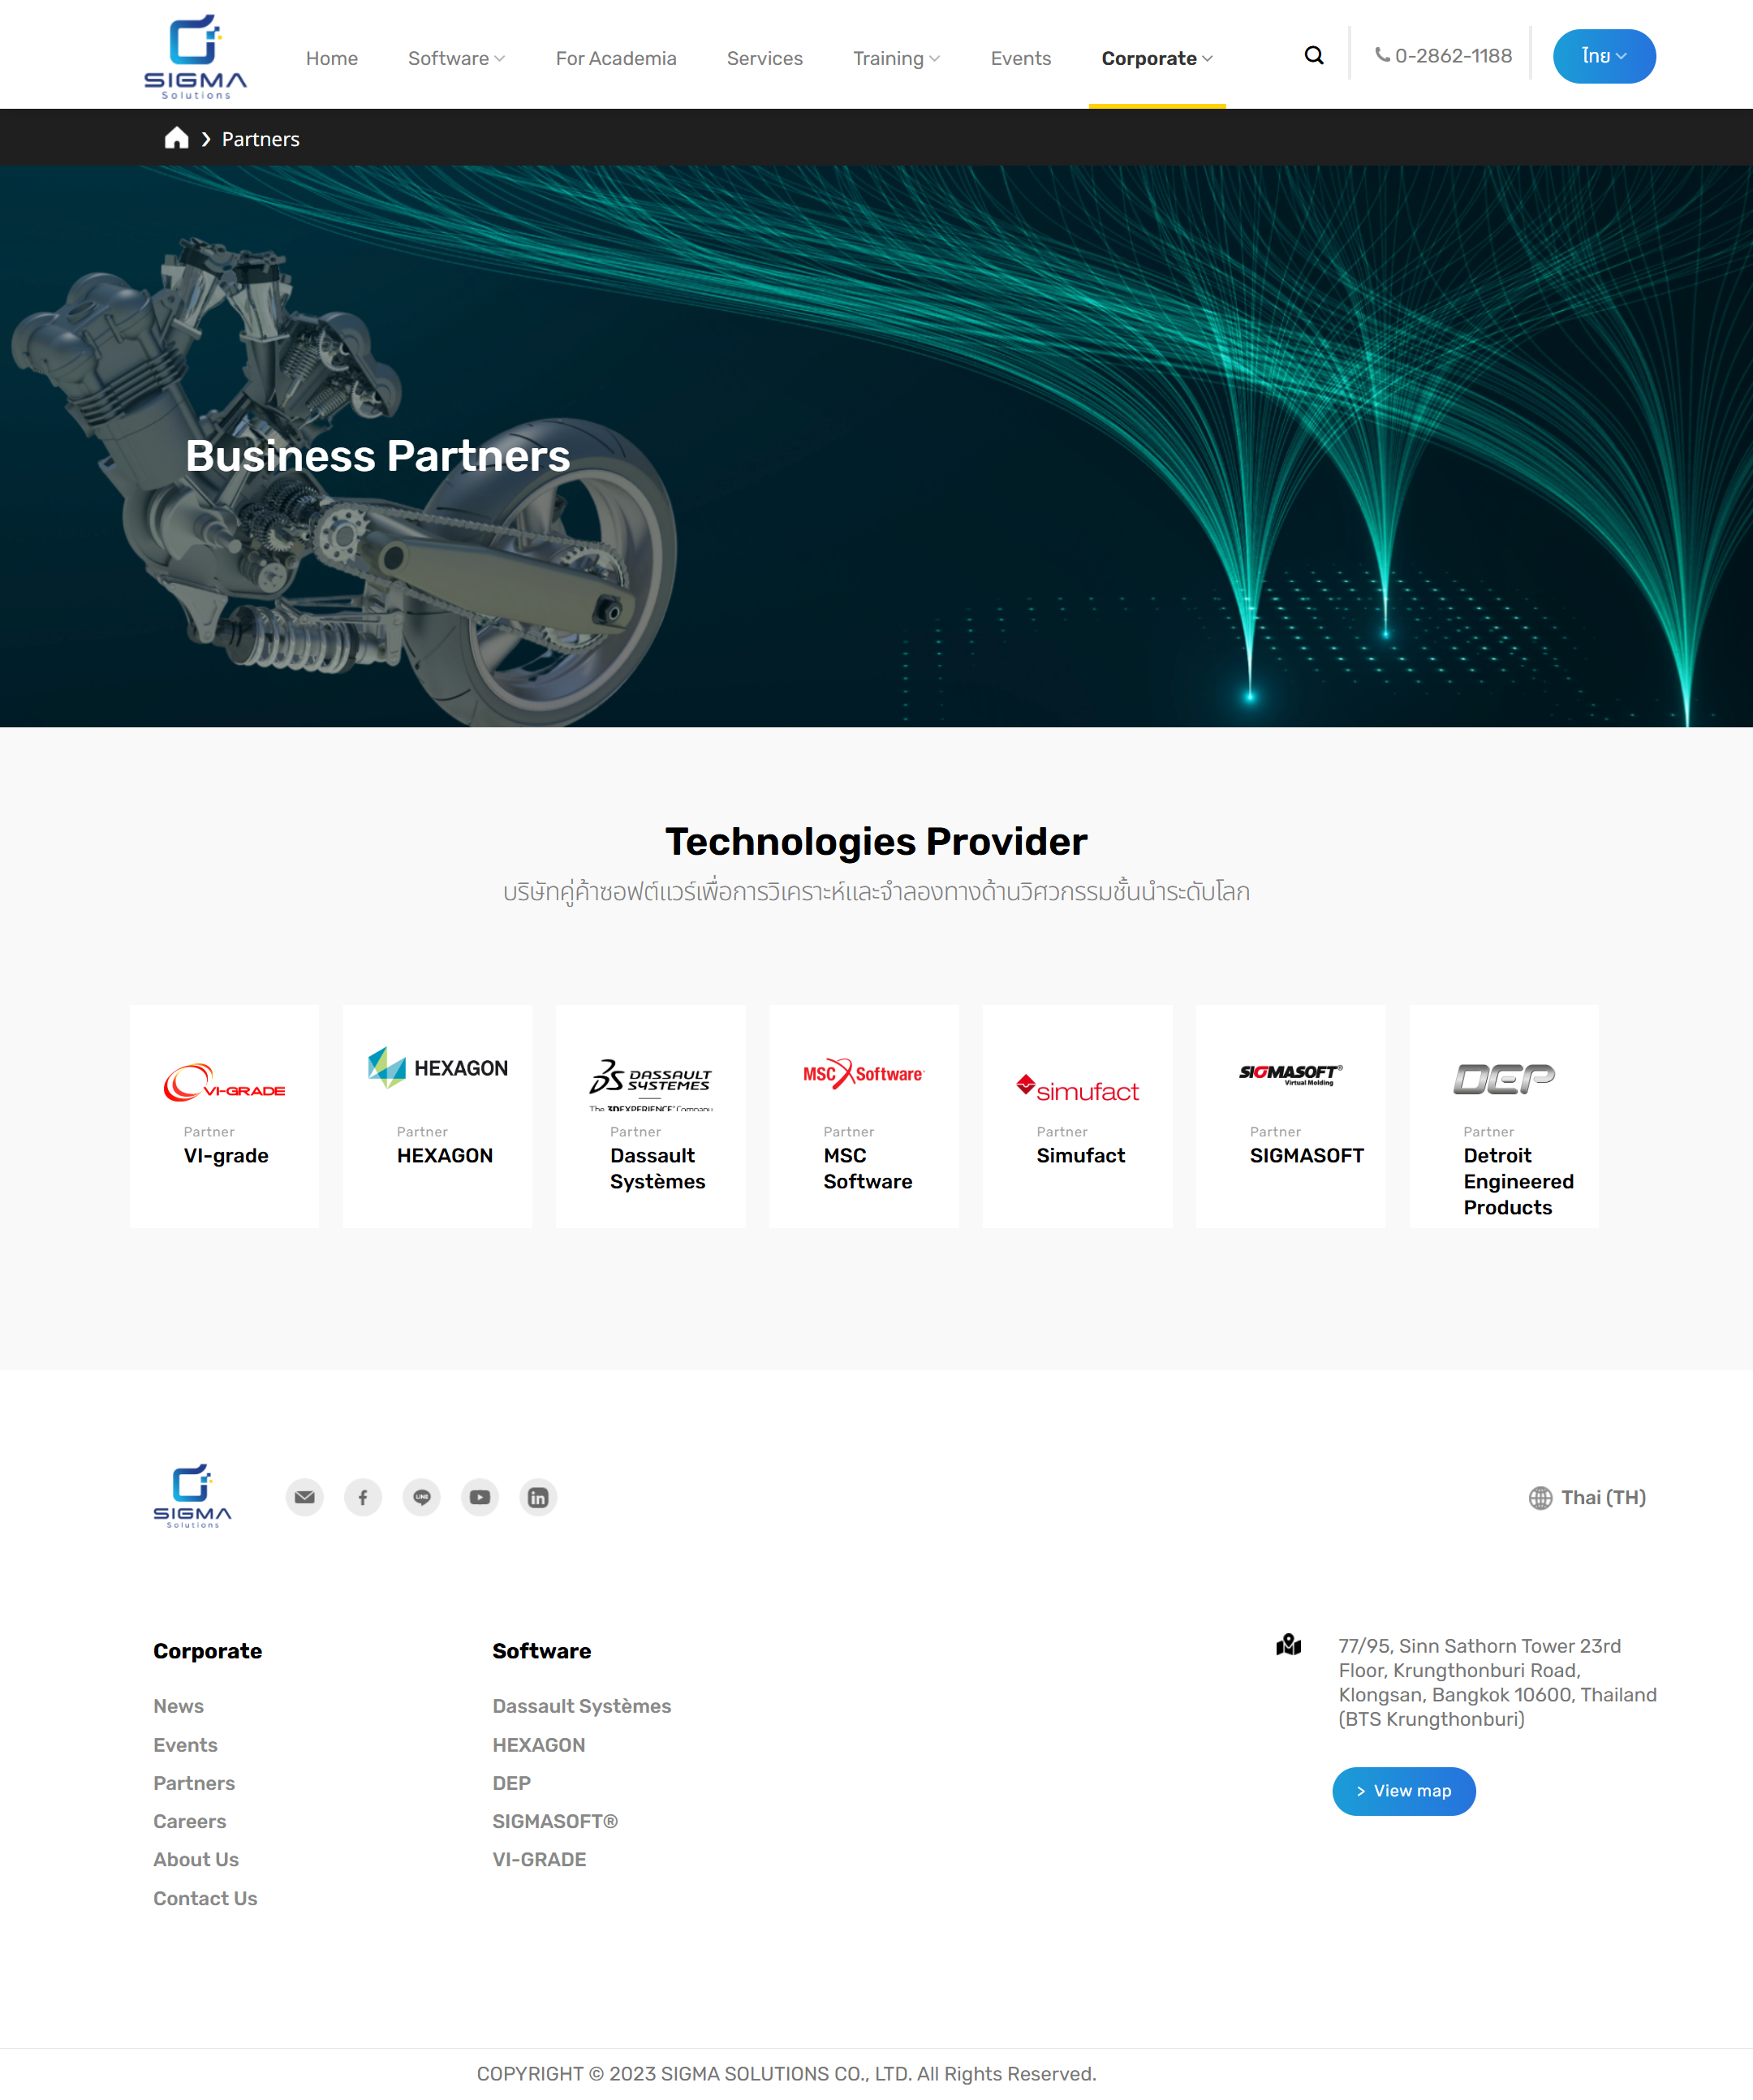 SIGMA
Solutions
Home
Software
For Academia
Services
Training
Events
Corporate
0-2862-1188
ไทย
Partners
Business Partners
Technologies Provider
บริษัทคู่ค้าซอฟต์แวร์เพื่อการวิเคราะห์และจำลองทางด้านวิศวกรรมชั้นนำระดับโลก
VI-GRADE
HEXAGON
DASSAULT
SYSTEMES
The 3DEXPERIENCE Company
MSC Software
simufact
SIGMASOFT®
Virtual Molding
DEP
Partner
VI-grade
Partner
HEXAGON
Partner
Dassault
Systèmes
Partner
MSC
Software
Partner
Simufact
Partner
SIGMASOFT
Partner
Detroit
Engineered
Products
SIGMA
Solutions
LINE
in
Thai (TH)
Corporate
News
Events
Partners
Careers
About Us
Contact Us
Software
Dassault Systèmes
HEXAGON
DEP
SIGMASOFT®
VI-GRADE
77/95, Sinn Sathorn Tower 23rd
Floor, Krungthonburi Road,
Klongsan, Bangkok 10600, Thailand
(BTS Krungthonburi)
> View map
COPYRIGHT © 2023 SIGMA SOLUTIONS CO., LTD. All Rights Reserved.